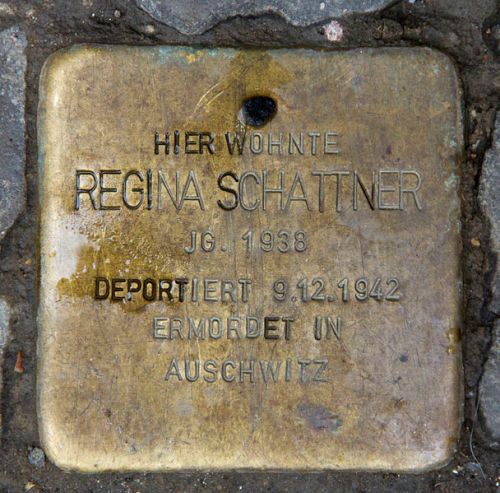 HIER WOHNTE
REGINA SCHATTNER
JG. 1938
DEPORTIERT 9.12.1942
ERMORDET IN
AUSCHWITZ